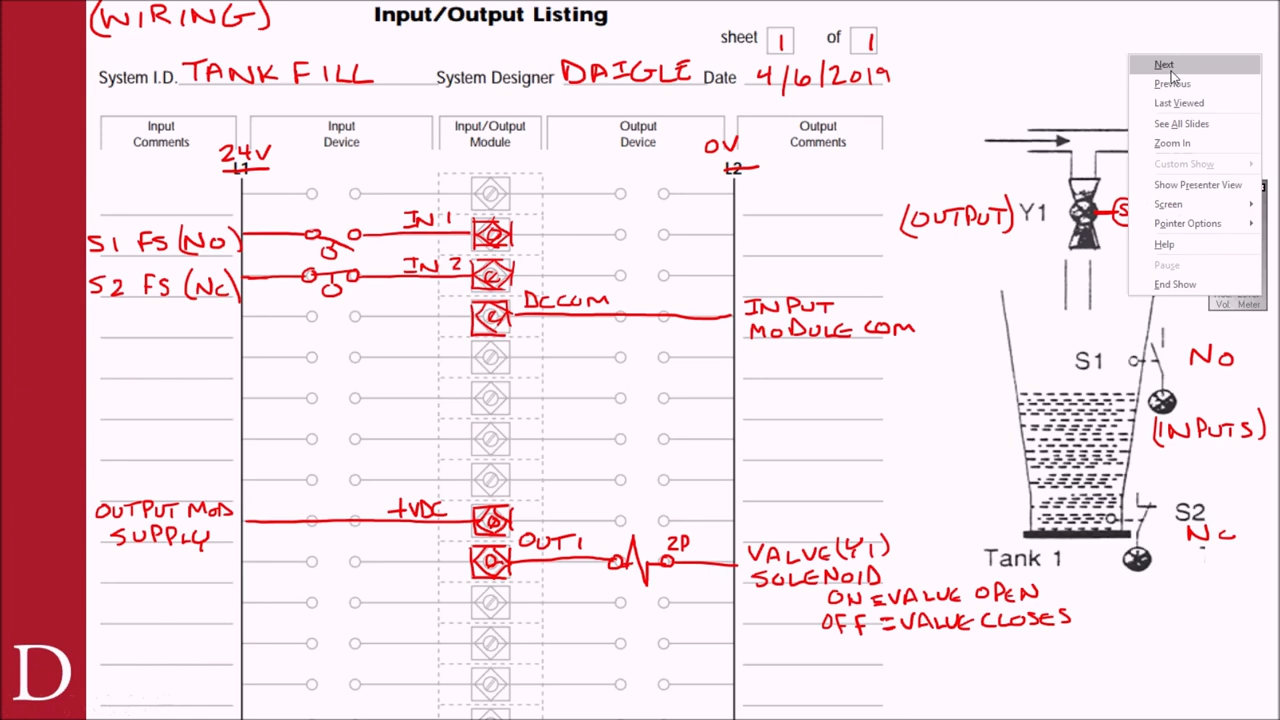 (WIRING)
Input/Output Listing
sheet 1 of 1
System I.D. TANK FILL System Designer DAIGLE Date 4/6/2019
Input Comments
Input Device
Input/Output Module
Output Device
Output Comments
24V
L1
0V
L2
S1 FS (NO)
IN 1
S2 FS (NC)
IN 2
DC COM
INPUT
MODULE COM
OUTPUT MOD
SUPPLY
+VDC
OUT1
2P
VALVE (Y1)
SOLENOID
ON = VALVE OPEN
OFF = VALVE CLOSES
(OUTPUT) Y1 S
S1 NO
(INPUTS)
S2
NC
Tank 1
Next
Previous
Last Viewed
See All Slides
Zoom In
Custom Show
Show Presenter View
Screen
Pointer Options
Help
Pause
End Show
Vol: Meter
D